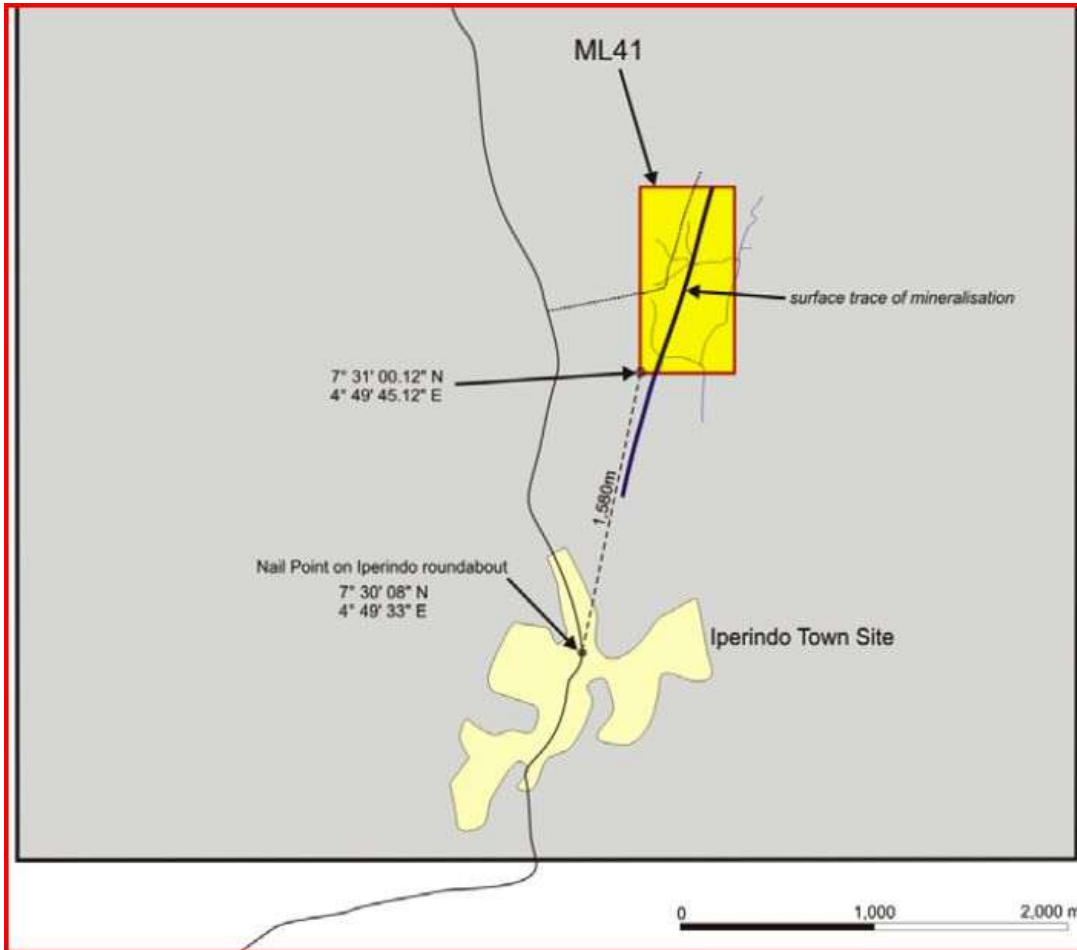 ML41
surface trace of mineralisation
7° 31' 00.12" N
4° 49' 45.12" E
1,580m
Nail Point on Iperindo roundabout
7° 30' 08" N
4° 49' 33" E
Iperindo Town Site
0 1,000 2,000 m